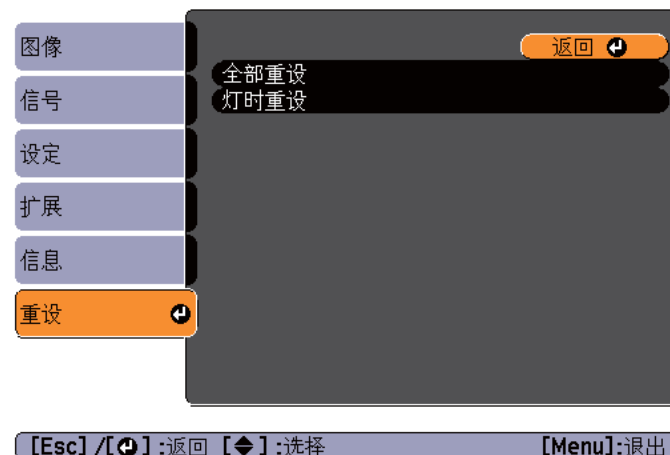 图像
信号
设定
扩展
信息
重设
返回
全部重设
灯时重设
[Esc] /[⏎] :返回 [◆] :选择 [Menu]:退出